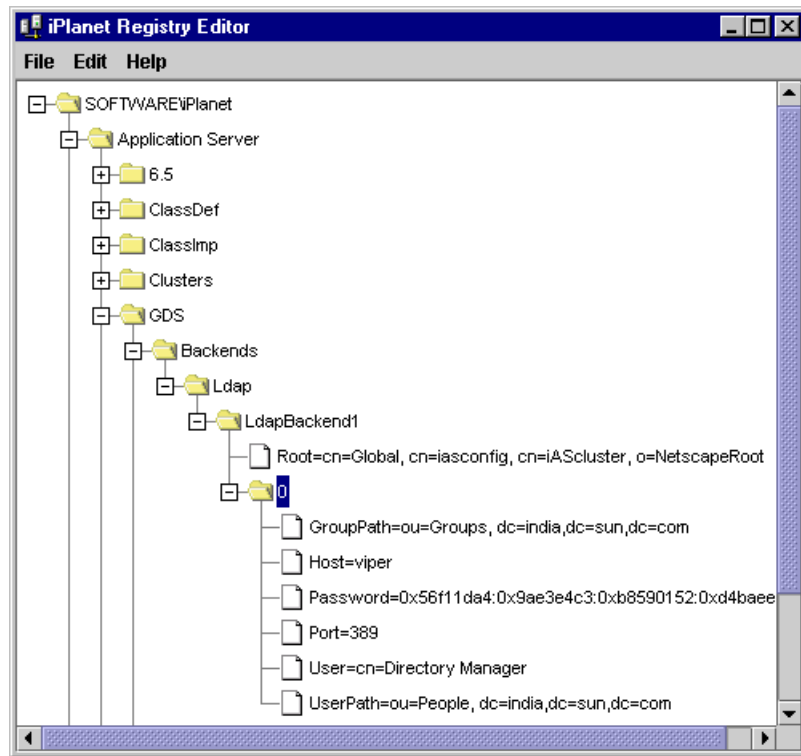 iPlanet Registry Editor
File Edit Help
SOFTWARE\iPlanet
Application Server
6.5
ClassDef
ClassImp
Clusters
GDS
Backends
Ldap
LdapBackend1
Root=cn=Global, cn=iasconfig, cn=iAScluster, o=NetscapeRoot
0
GroupPath=ou=Groups, dc=india,dc=sun,dc=com
Host=viper
Password=0x56f11da4:0x9ae3e4c3:0xb8590152:0xd4baee
Port=389
User=cn=Directory Manager
UserPath=ou=People, dc=india,dc=sun,dc=com